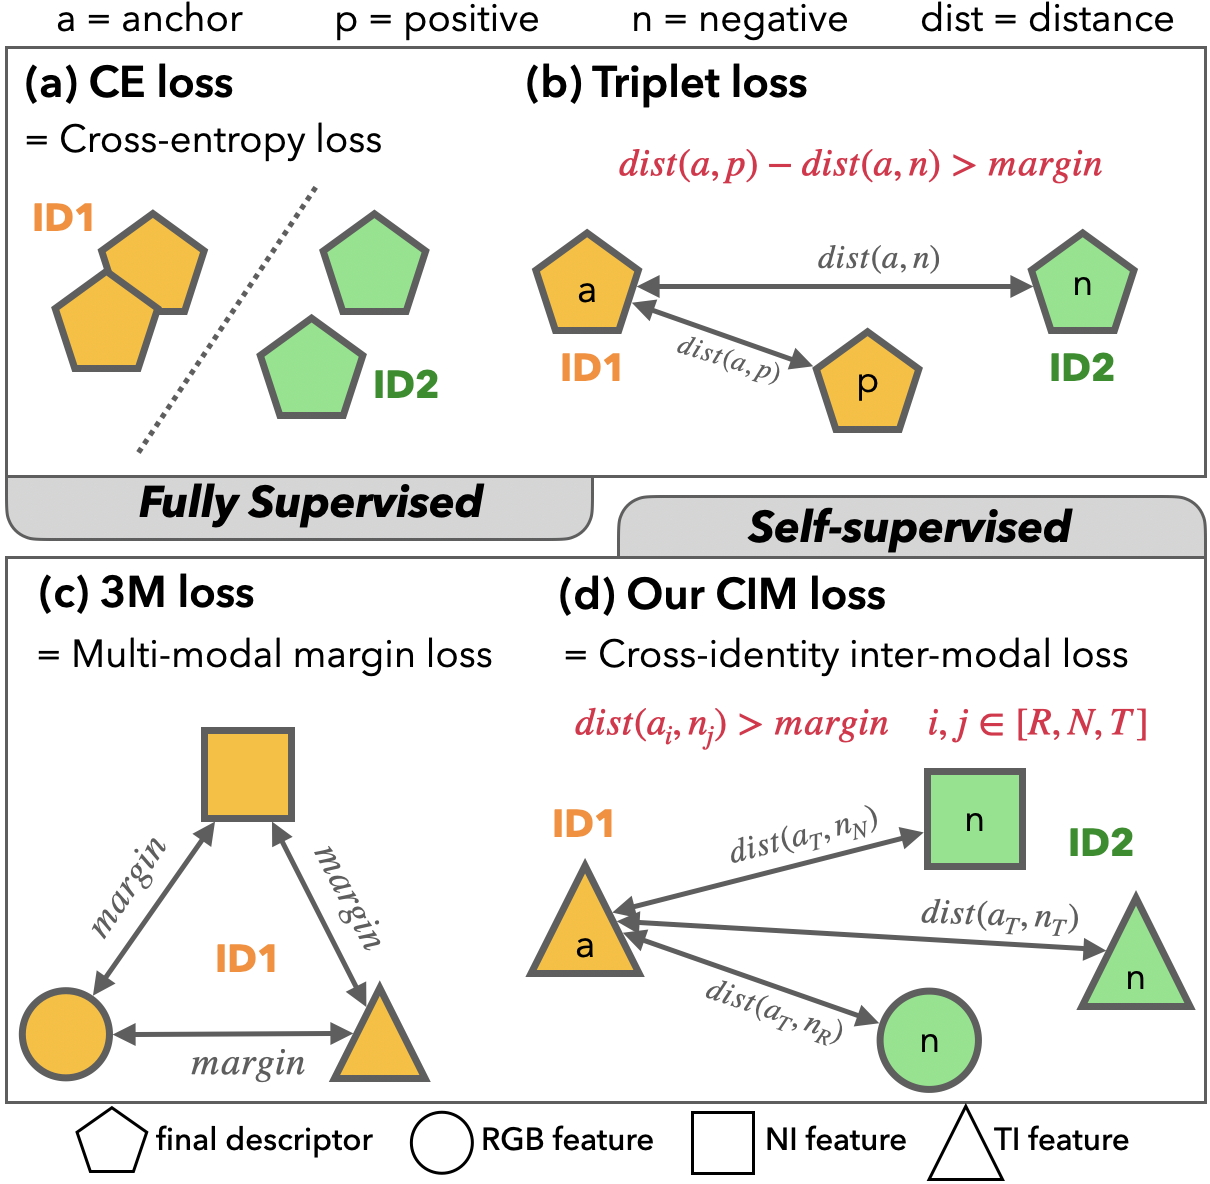 a = anchor p = positive n = negative dist = distance
(a) CE loss
= Cross-entropy loss
ID1
ID2
(b) Triplet loss
dist(a, p) − dist(a, n) > margin
dist(a, n)
a
n
dist(a, p)
ID1
p
ID2
Fully Supervised
Self-supervised
(c) 3M loss
= Multi-modal margin loss
margin
margin
ID1
margin
(d) Our CIM loss
= Cross-identity inter-modal loss
dist(a_i, n_j) > margin i, j ∈ [R, N, T]
ID1
dist(a_T, n_N)
n
ID2
dist(a_T, n_T)
a
n
dist(a_T, n_R)
n
final descriptor RGB feature NI feature TI feature